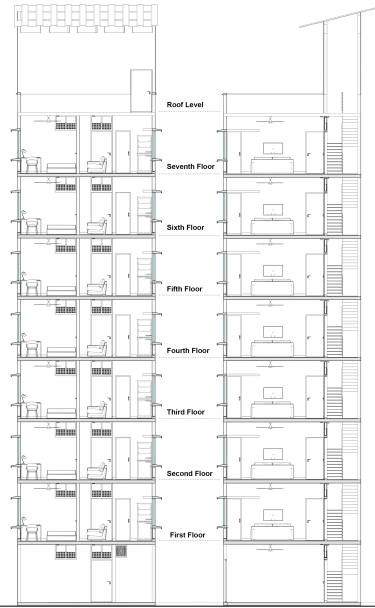 Roof Level
Seventh Floor
Sixth Floor
Fifth Floor
Fourth Floor
Third Floor
Second Floor
First Floor